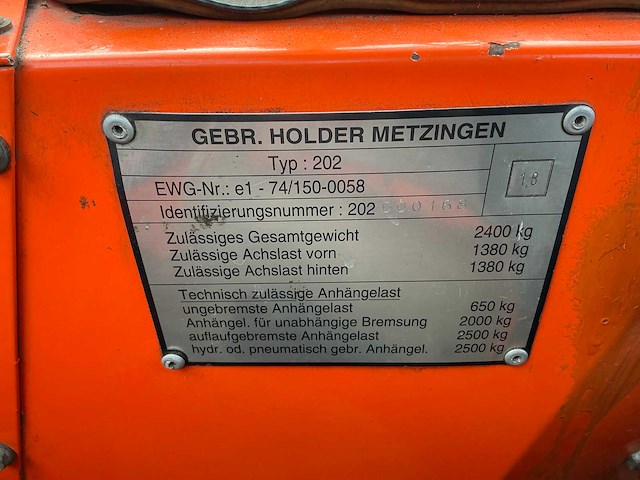 GEBR. HOLDER METZINGEN
Typ : 202
1,8
EWG-Nr.: e1 - 74/150-0058
Identifizierungsnummer : 202
Zulässiges Gesamtgewicht 2400 kg
Zulässige Achslast vorn 1380 kg
Zulässige Achslast hinten 1380 kg
Technisch zulässige Anhängelast
ungebremste Anhängelast 650 kg
Anhängel. für unabhängige Bremsung 2000 kg
auflaufgebremste Anhängelast 2500 kg
hydr. od. pneumatisch gebr. Anhängel. 2500 kg